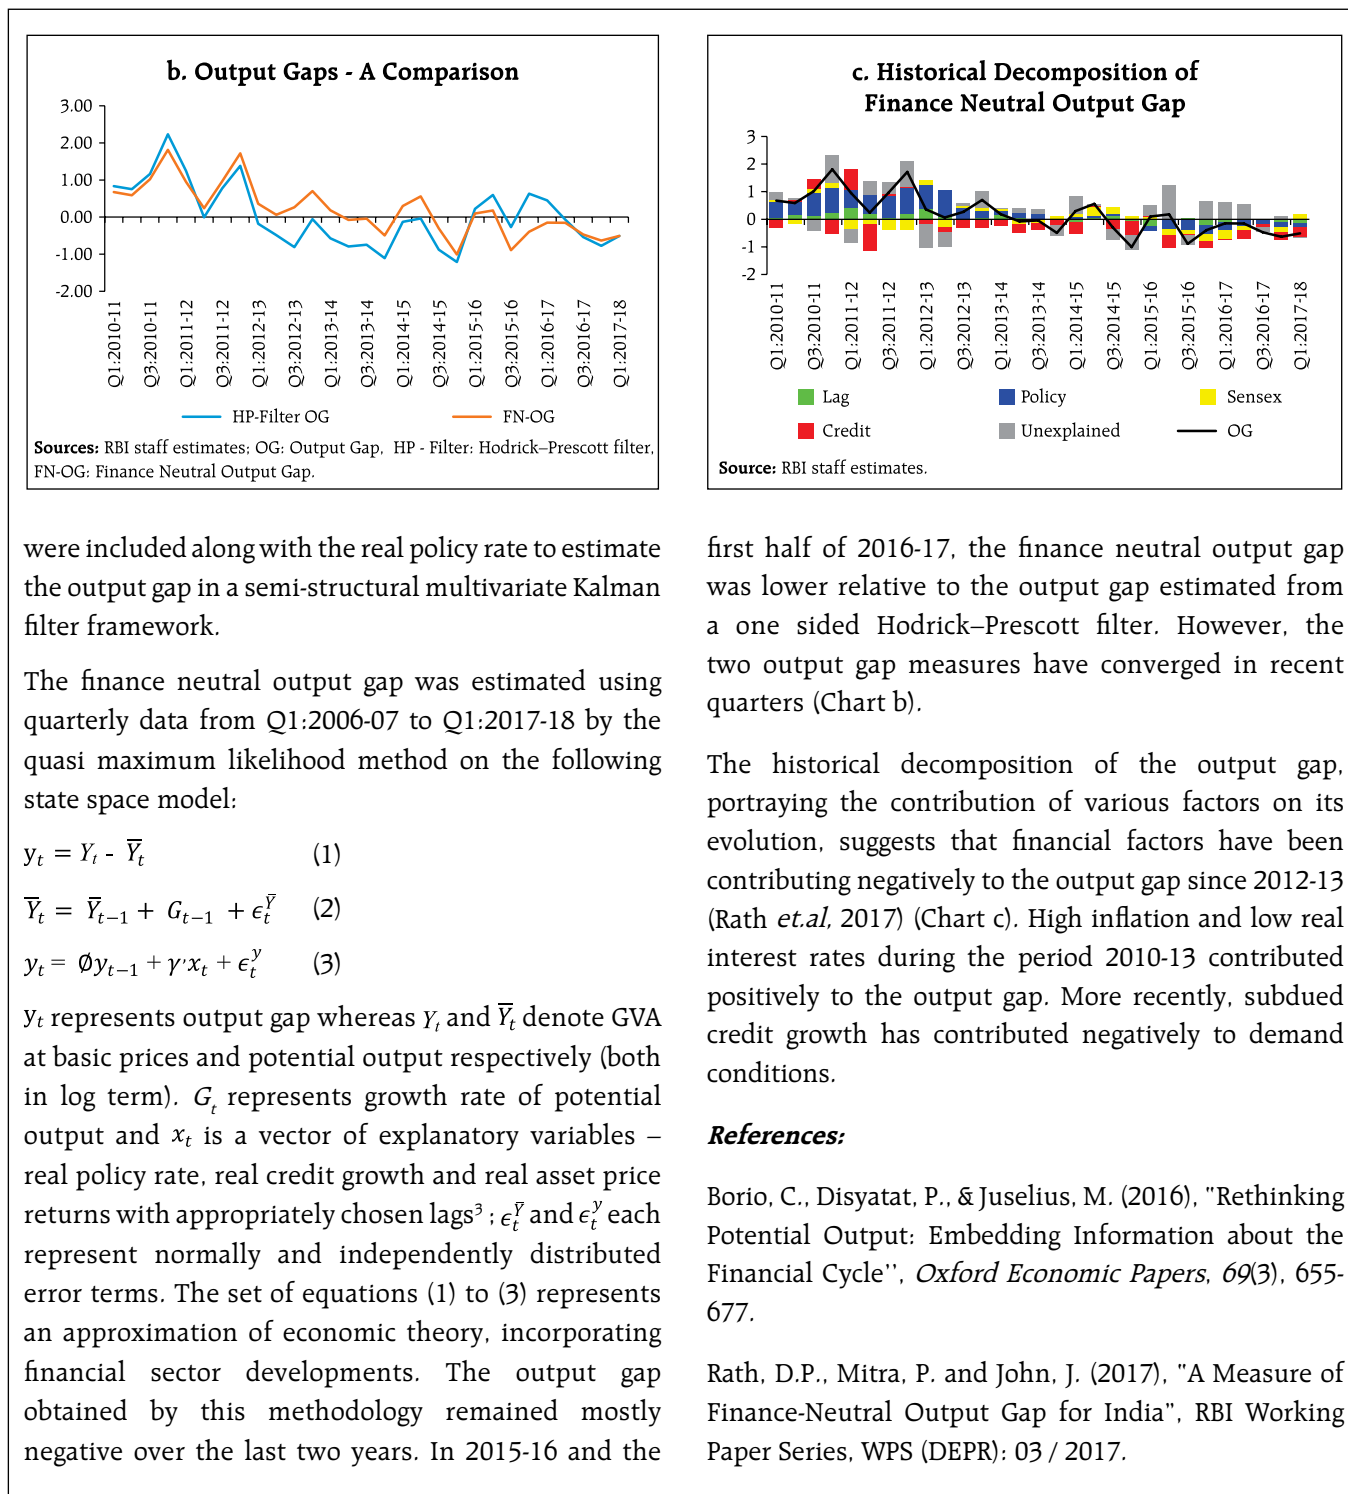 b. Output Gaps - A Comparison
3.00
2.00
1.00
0.00
-1.00
-2.00
Q1:2010-11
Q3:2010-11
Q1:2011-12
Q3:2011-12
Q1:2012-13
Q3:2012-13
Q1:2013-14
Q3:2013-14
Q1:2014-15
Q3:2014-15
Q1:2015-16
Q3:2015-16
Q1:2016-17
Q3:2016-17
Q1:2017-18
HP-Filter OG
FN-OG
Sources: RBI staff estimates; OG: Output Gap, HP - Filter: Hodrick–Prescott filter,
FN-OG: Finance Neutral Output Gap.
were included along with the real policy rate to estimate
the output gap in a semi-structural multivariate Kalman
filter framework.
The finance neutral output gap was estimated using
quarterly data from Q1:2006-07 to Q1:2017-18 by the
quasi maximum likelihood method on the following
state space model:
y_t = Y_t - Ȳ_t (1)
Ȳ_t = Ȳ_{t−1} + G_{t−1} + ϵ_t^Ȳ (2)
y_t = Ø y_{t−1} + γ' x_t + ϵ_t^y (3)
y_t represents output gap whereas Y_t and Ȳ_t denote GVA
at basic prices and potential output respectively (both
in log term). G_t represents growth rate of potential
output and x_t is a vector of explanatory variables –
real policy rate, real credit growth and real asset price
returns with appropriately chosen lags³ ; ϵ_t^Ȳ and ϵ_t^y each
represent normally and independently distributed
error terms. The set of equations (1) to (3) represents
an approximation of economic theory, incorporating
financial sector developments. The output gap
obtained by this methodology remained mostly
negative over the last two years. In 2015-16 and the
c. Historical Decomposition of
Finance Neutral Output Gap
3
2
1
0
-1
-2
Q1:2010-11
Q3:2010-11
Q1:2011-12
Q3:2011-12
Q1:2012-13
Q3:2012-13
Q1:2013-14
Q3:2013-14
Q1:2014-15
Q3:2014-15
Q1:2015-16
Q3:2015-16
Q1:2016-17
Q3:2016-17
Q1:2017-18
Lag Policy Sensex
Credit Unexplained OG
Source: RBI staff estimates.
first half of 2016-17, the finance neutral output gap
was lower relative to the output gap estimated from
a one sided Hodrick–Prescott filter. However, the
two output gap measures have converged in recent
quarters (Chart b).
The historical decomposition of the output gap,
portraying the contribution of various factors on its
evolution, suggests that financial factors have been
contributing negatively to the output gap since 2012-13
(Rath et.al, 2017) (Chart c). High inflation and low real
interest rates during the period 2010-13 contributed
positively to the output gap. More recently, subdued
credit growth has contributed negatively to demand
conditions.
References:
Borio, C., Disyatat, P., & Juselius, M. (2016), "Rethinking
Potential Output: Embedding Information about the
Financial Cycle'', Oxford Economic Papers, 69(3), 655-
677.
Rath, D.P., Mitra, P. and John, J. (2017), "A Measure of
Finance-Neutral Output Gap for India", RBI Working
Paper Series, WPS (DEPR): 03 / 2017.